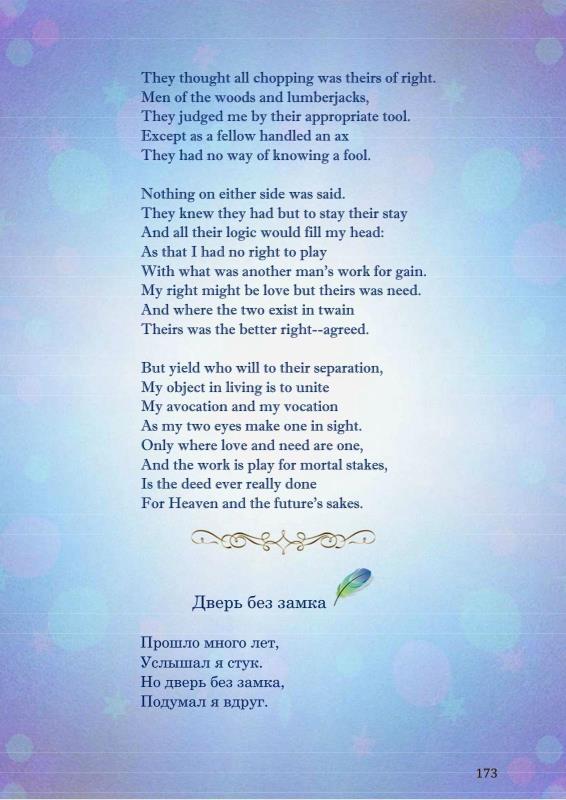 They thought all chopping was theirs of right.
Men of the woods and lumberjacks,
They judged me by their appropriate tool.
Except as a fellow handled an ax
They had no way of knowing a fool.
Nothing on either side was said.
They knew they had but to stay their stay
And all their logic would fill my head:
As that I had no right to play
With what was another man's work for gain.
My right might be love but theirs was need.
And where the two exist in twain
Theirs was the better right--agreed.
But yield who will to their separation,
My object in living is to unite
My avocation and my vocation
As my two eyes make one in sight.
Only where love and need are one,
And the work is play for mortal stakes,
Is the deed ever really done
For Heaven and the future's sakes.
Дверь без замка
Прошло много лет,
Услышал я стук.
Но дверь без замка,
Подумал я вдруг.
173